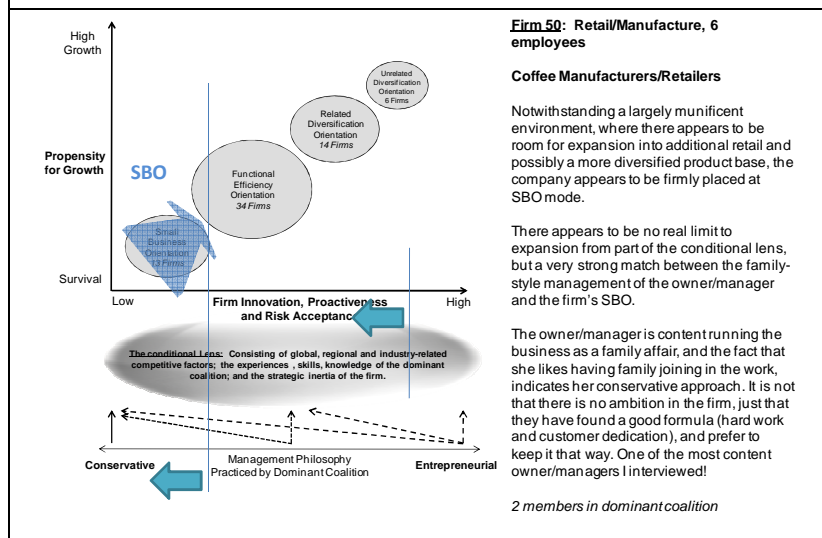 High
Growth
Propensity
for Growth
Survival
SBO
Unrelated
Diversification
Orientation
6 Firms
Related
Diversification
Orientation
14 Firms
Functional
Efficiency
Orientation
34 Firms
Small
Business
Orientation
13 Firms
Low
Firm Innovation, Proactiveness
and Risk Acceptance
High
The conditional Lens: Consisting of global, regional and industry-related
competitive factors; the experiences , skills, knowledge of the dominant
coalition; and the strategic inertia of the firm.
Conservative
Management Philosophy
Practiced by Dominant Coalition
Entrepreneurial
Firm 50: Retail/Manufacture, 6
employees
Coffee Manufacturers/Retailers
Notwithstanding a largely munificent
environment, where there appears to be
room for expansion into additional retail and
possibly a more diversified product base, the
company appears to be firmly placed at
SBO mode.
There appears to be no real limit to
expansion from part of the conditional lens,
but a very strong match between the family-
style management of the owner/manager
and the firm's SBO.
The owner/manager is content running the
business as a family affair, and the fact that
she likes having family joining in the work,
indicates her conservative approach. It is not
that there is no ambition in the firm, just that
they have found a good formula (hard work
and customer dedication), and prefer to
keep it that way. One of the most content
owner/managers I interviewed!
2 members in dominant coalition